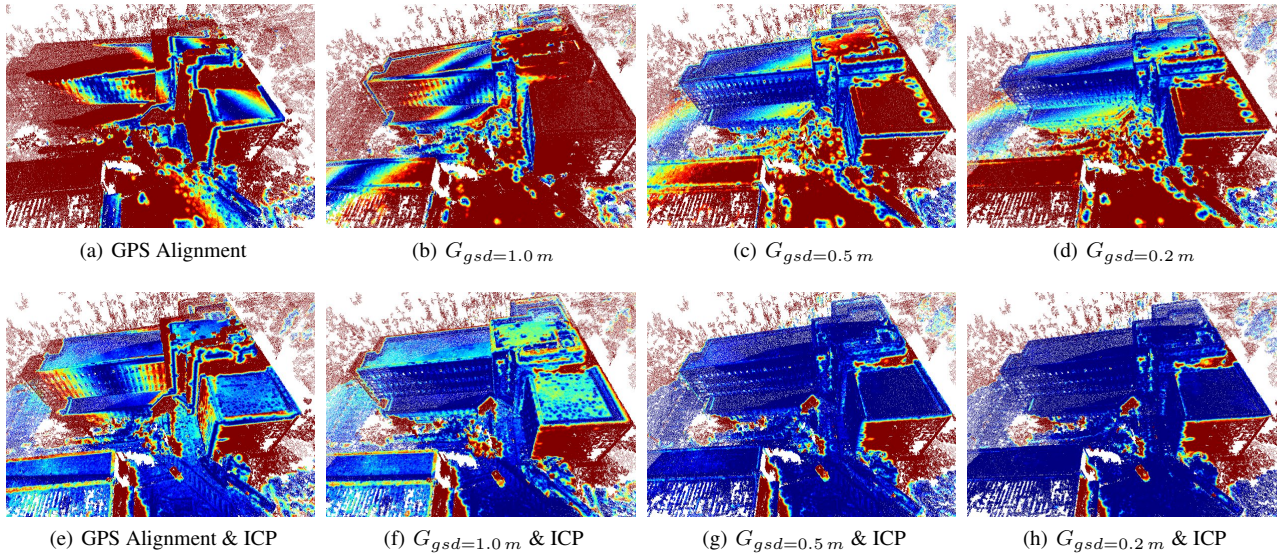 (a) GPS Alignment
(b) G_{gsd=1.0 m}
(c) G_{gsd=0.5 m}
(d) G_{gsd=0.2 m}
(e) GPS Alignment & ICP
(f) G_{gsd=1.0 m} & ICP
(g) G_{gsd=0.5 m} & ICP
(h) G_{gsd=0.2 m} & ICP